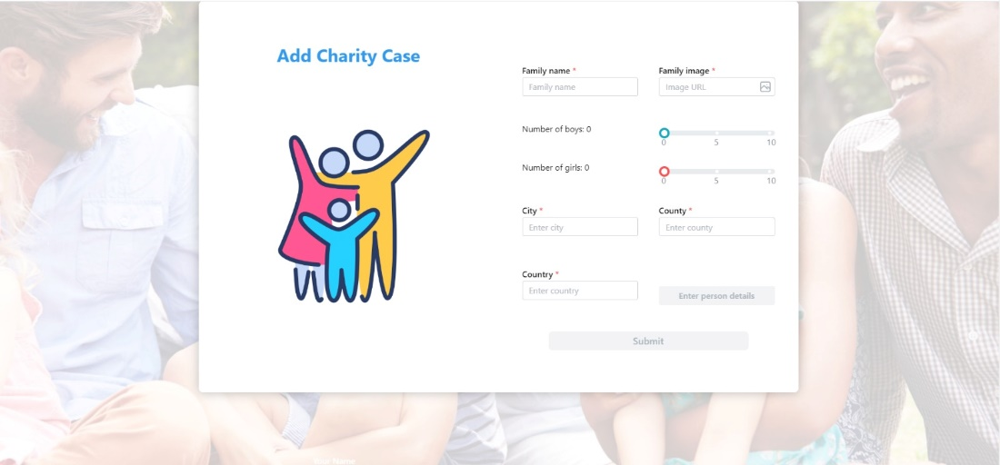 Add Charity Case
Family name *
Family image *
Family name
Image URL
Number of boys: 0
0 5 10
Number of girls: 0
0 5 10
City *
County *
Enter city
Enter county
Country *
Enter country
Enter person details
Submit
Your Name